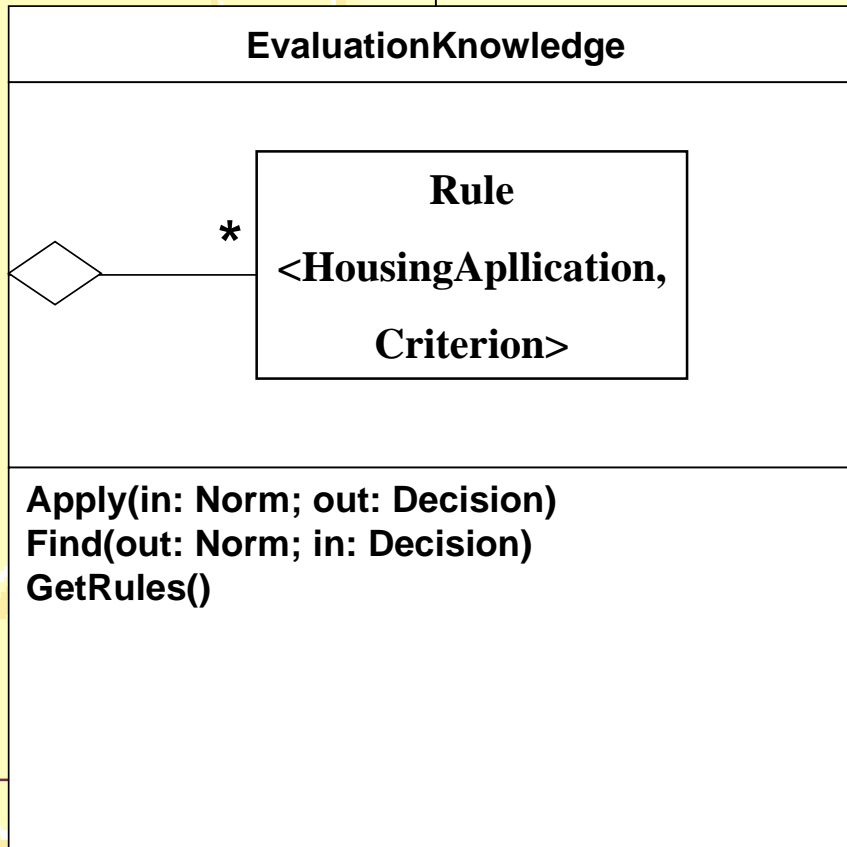 EvaluationKnowledge
*
Rule
<HousingApllication,
Criterion>
Apply(in: Norm; out: Decision)
Find(out: Norm; in: Decision)
GetRules()